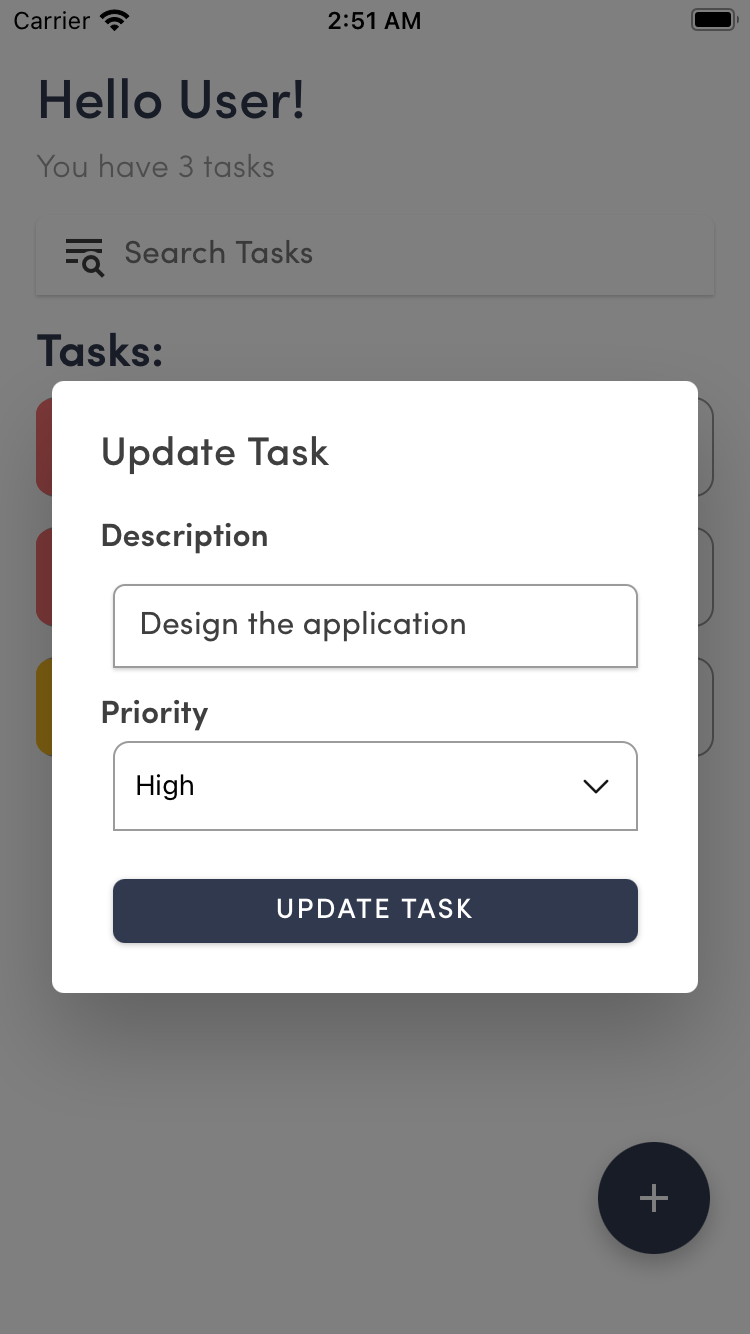 Carrier 2:51 AM
Hello User!
You have 3 tasks
Search Tasks
Tasks:
Update Task
Description
Design the application
Priority
High
UPDATE TASK